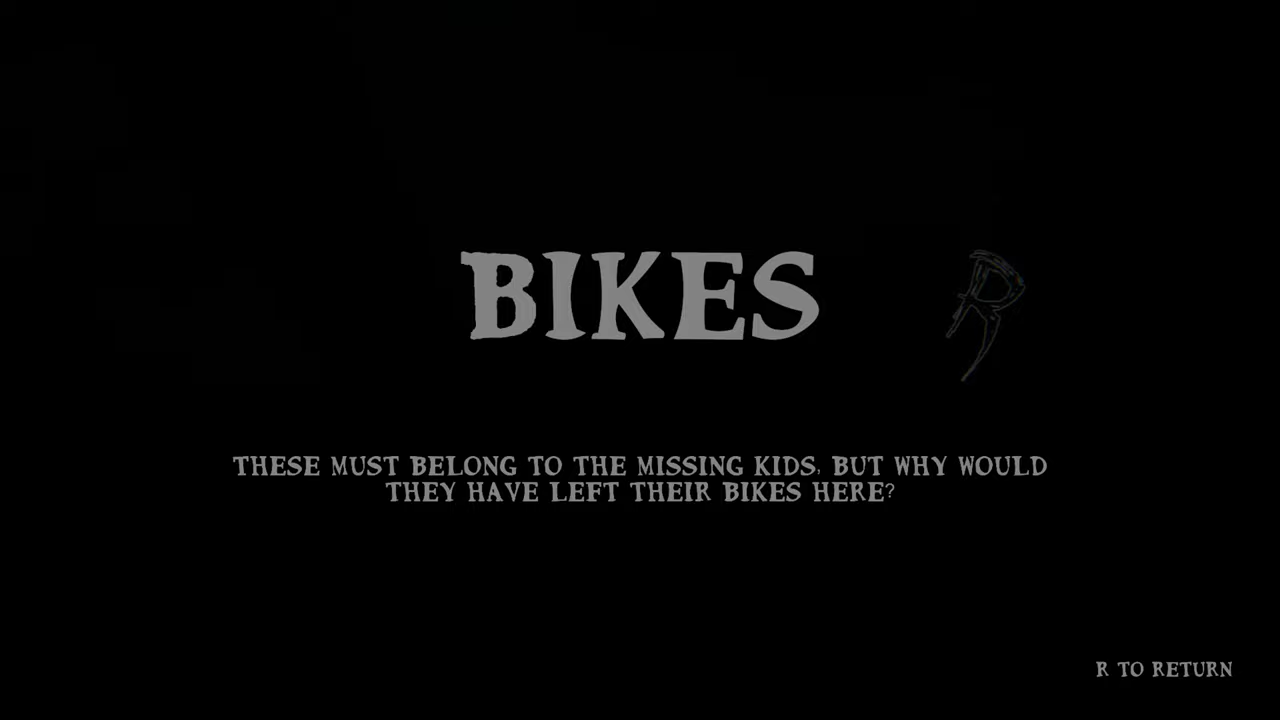 BIKES
R
THESE MUST BELONG TO THE MISSING KIDS, BUT WHY WOULD
THEY HAVE LEFT THEIR BIKES HERE?
R TO RETURN